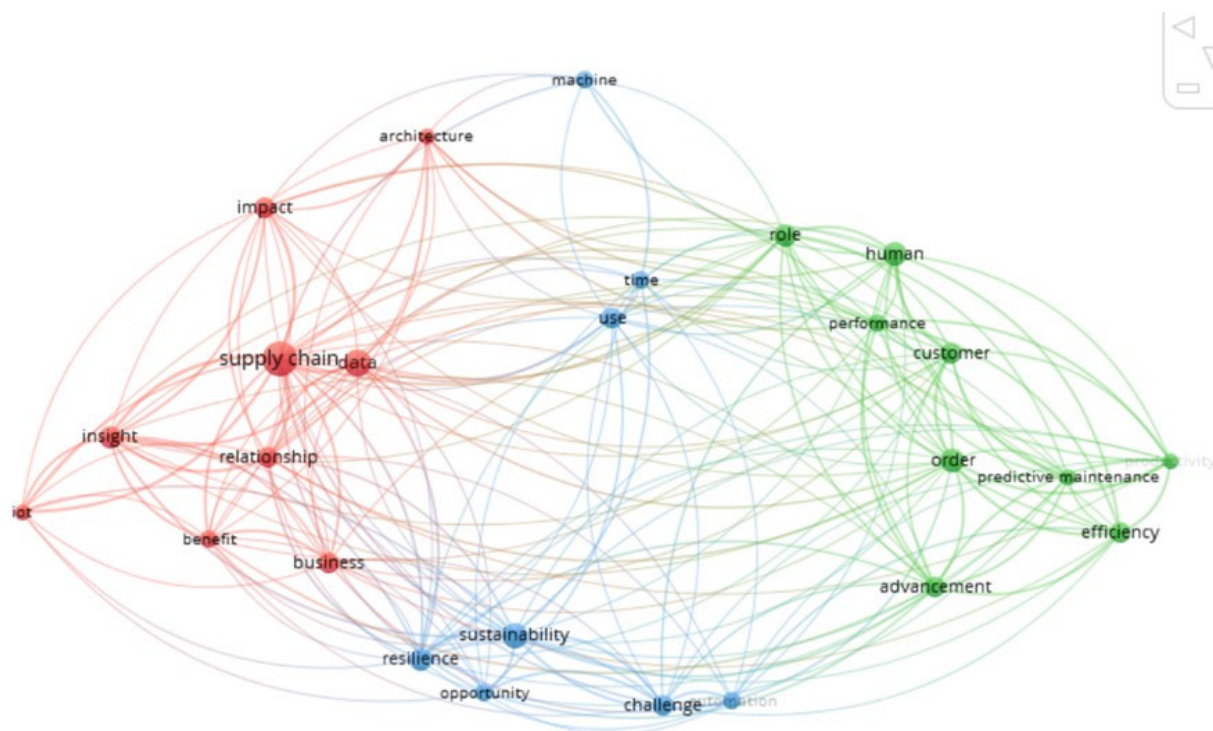 machine
architecture
impact
role
human
time
use
performance
customer
supply chain
data
insight
relationship
order
predictive maintenance
iot
benefit
business
efficiency
advancement
sustainability
resilience
opportunity
challenge
automation